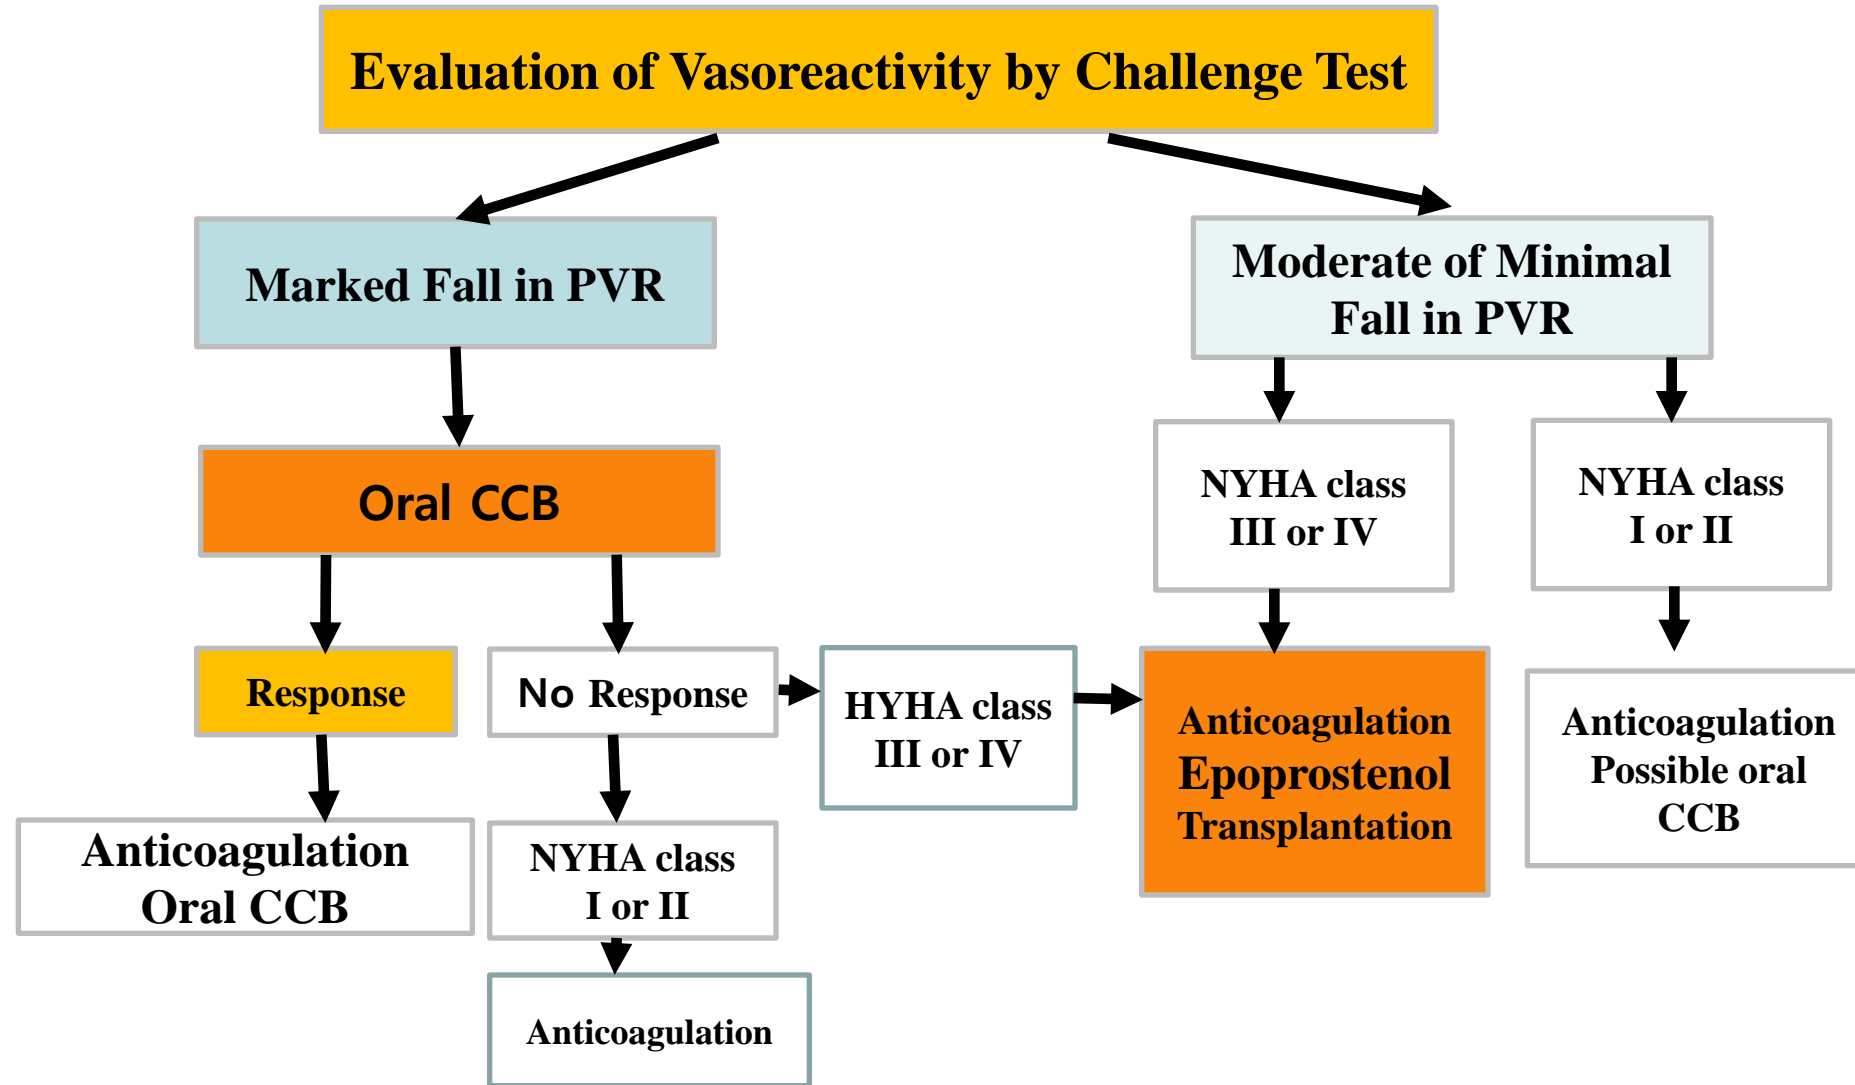 Evaluation of Vasoreactivity by Challenge Test
Marked Fall in PVR
Moderate of Minimal
Fall in PVR
Oral CCB
NYHA class
III or IV
NYHA class
I or II
Response
No Response
HYHA class
III or IV
Anticoagulation
Epoprostenol
Transplantation
Anticoagulation
Possible oral
CCB
Anticoagulation
Oral CCB
NYHA class
I or II
Anticoagulation